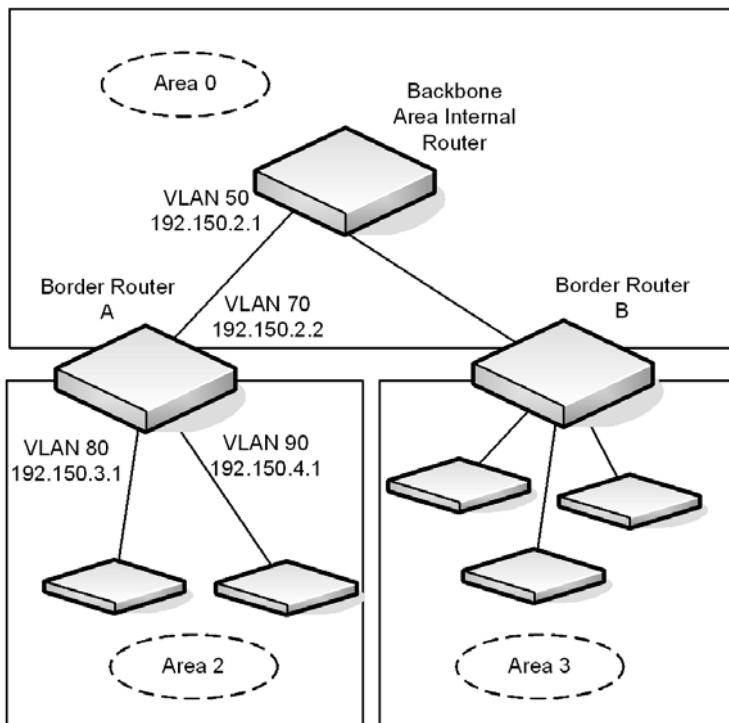 Area 0
Backbone
Area Internal
Router
VLAN 50
192.150.2.1
Border Router
A
VLAN 70
192.150.2.2
Border Router
B
VLAN 80
192.150.3.1
VLAN 90
192.150.4.1
Area 2
Area 3